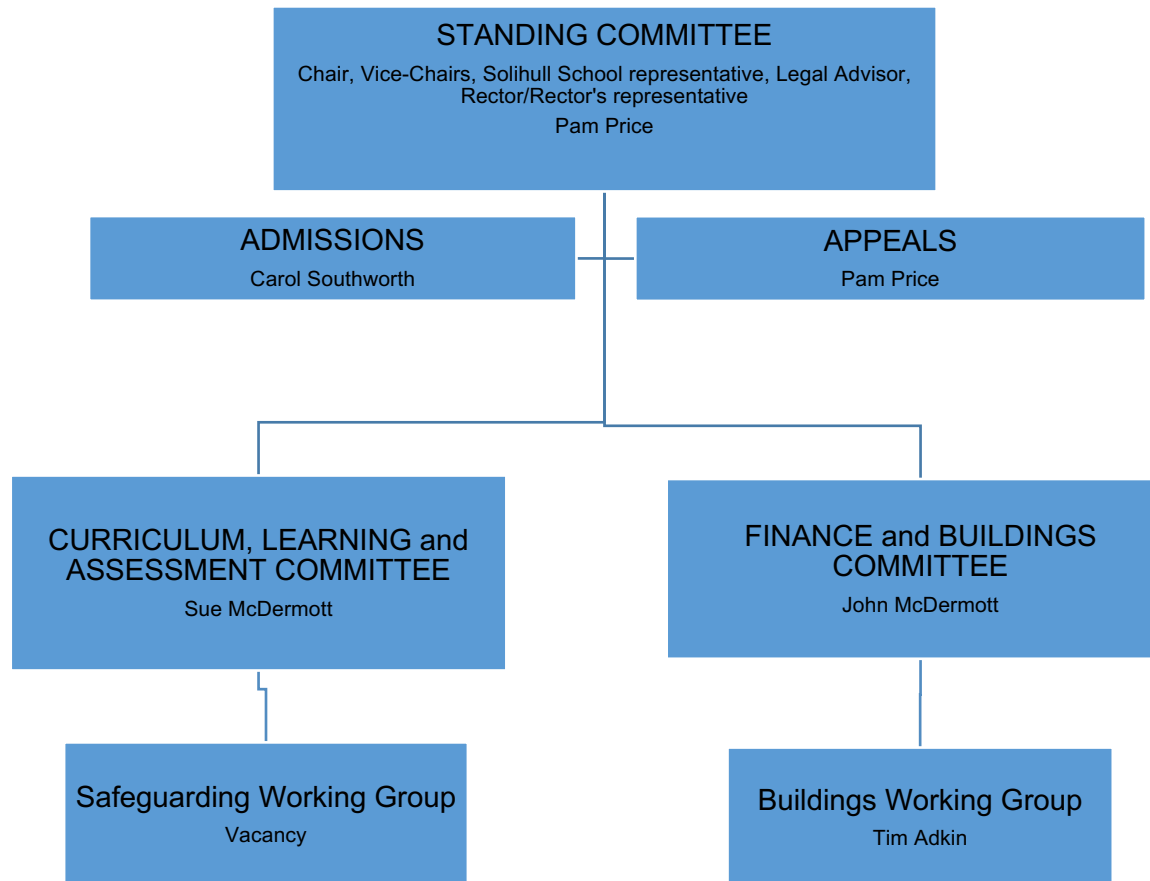 STANDING COMMITTEE
Chair, Vice-Chairs, Solihull School representative, Legal Advisor,
Rector/Rector's representative
Pam Price
ADMISSIONS
Carol Southworth
APPEALS
Pam Price
CURRICULUM, LEARNING and
ASSESSMENT COMMITTEE
Sue McDermott
FINANCE and BUILDINGS
COMMITTEE
John McDermott
Safeguarding Working Group
Vacancy
Buildings Working Group
Tim Adkin